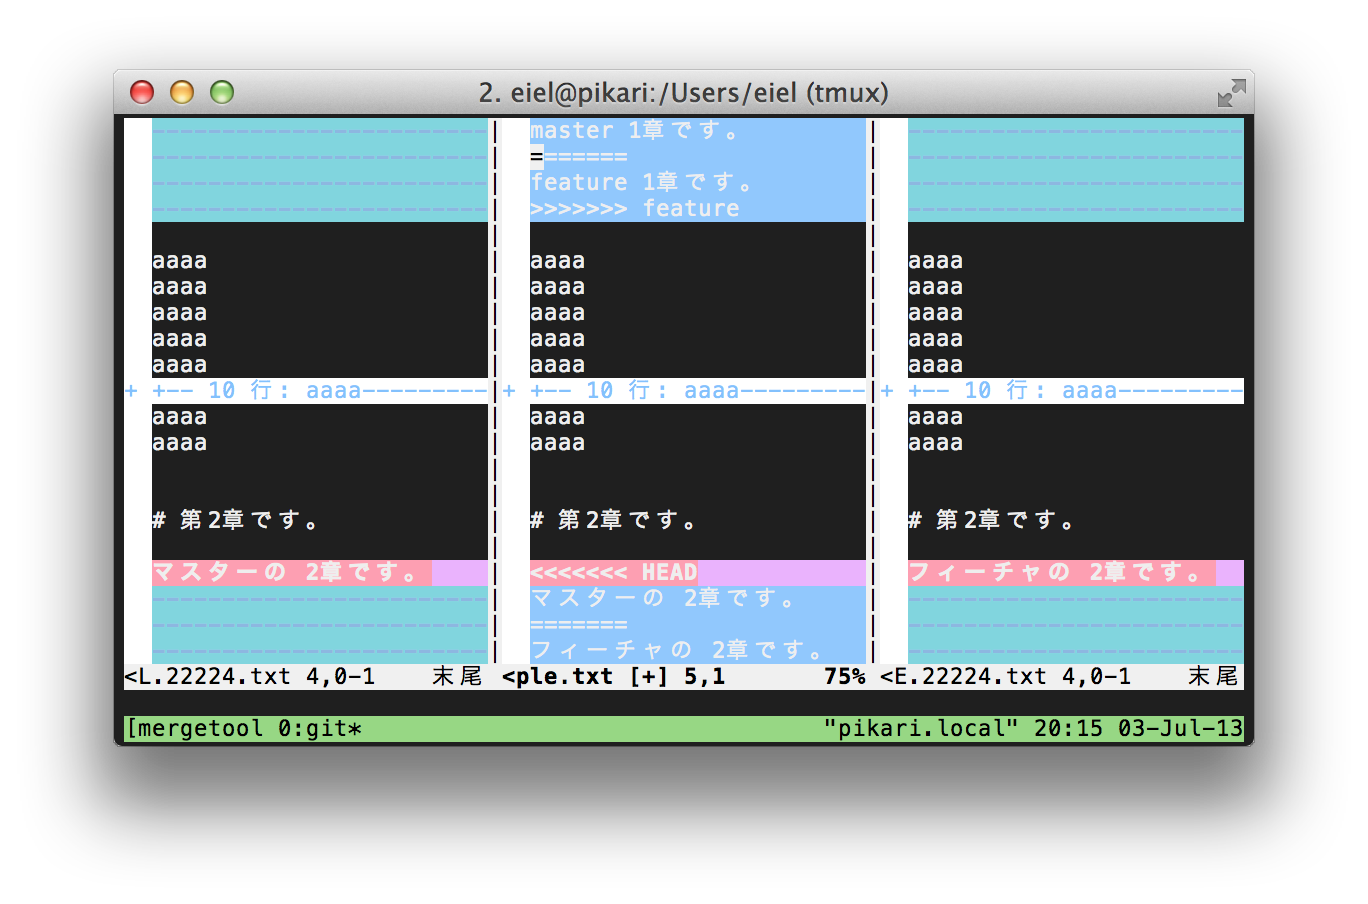 2. eiel@pikari:/Users/eiel (tmux)
--------------------------|master 1章です。 |--------------------------
--------------------------|======= |--------------------------
--------------------------|feature 1章です。 |--------------------------
--------------------------|>>>>>>> feature |--------------------------
aaaa | aaaa | aaaa
aaaa | aaaa | aaaa
aaaa | aaaa | aaaa
aaaa | aaaa | aaaa
aaaa | aaaa | aaaa
+ +-- 10 行: aaaa---------|+ +-- 10 行: aaaa---------|+ +-- 10 行: aaaa---------
aaaa | aaaa | aaaa
aaaa | aaaa | aaaa
# 第2章です。 | # 第2章です。 | # 第2章です。
マスターの 2章です。 | <<<<<<< HEAD | フィーチャの 2章です。
--------------------------|マスターの 2章です。 |--------------------------
--------------------------|======= |--------------------------
--------------------------|フィーチャの 2章です。 |--------------------------
<L.22224.txt 4,0-1 末尾 <ple.txt [+] 5,1 75% <E.22224.txt 4,0-1 末尾
[mergetool 0:git* "pikari.local" 20:15 03-Jul-13